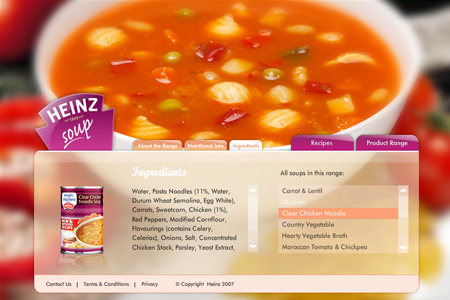 HEINZ
soup
About the Range
Nutritional Info
Ingredients
Recipes
Product Range
Ingredients
Water, Pasta Noodles (11%, Water,
Durum Wheat Semolina, Egg White),
Carrots, Sweetcorn, Chicken (1%),
Red Peppers, Modified Cornflour,
Flavourings (contains Celery,
Celeriac), Onions, Salt, Concentrated
Chicken Stock, Parsley, Yeast Extract,
All soups in this range:
Carrot & Lentil
Chicken
Clear Chicken Noodle
Country Vegetable
Hearty Vegetable Broth
Moroccan Tomato & Chickpea
Contact Us | Terms & Conditions | Privacy © Copyright Heinz 2007